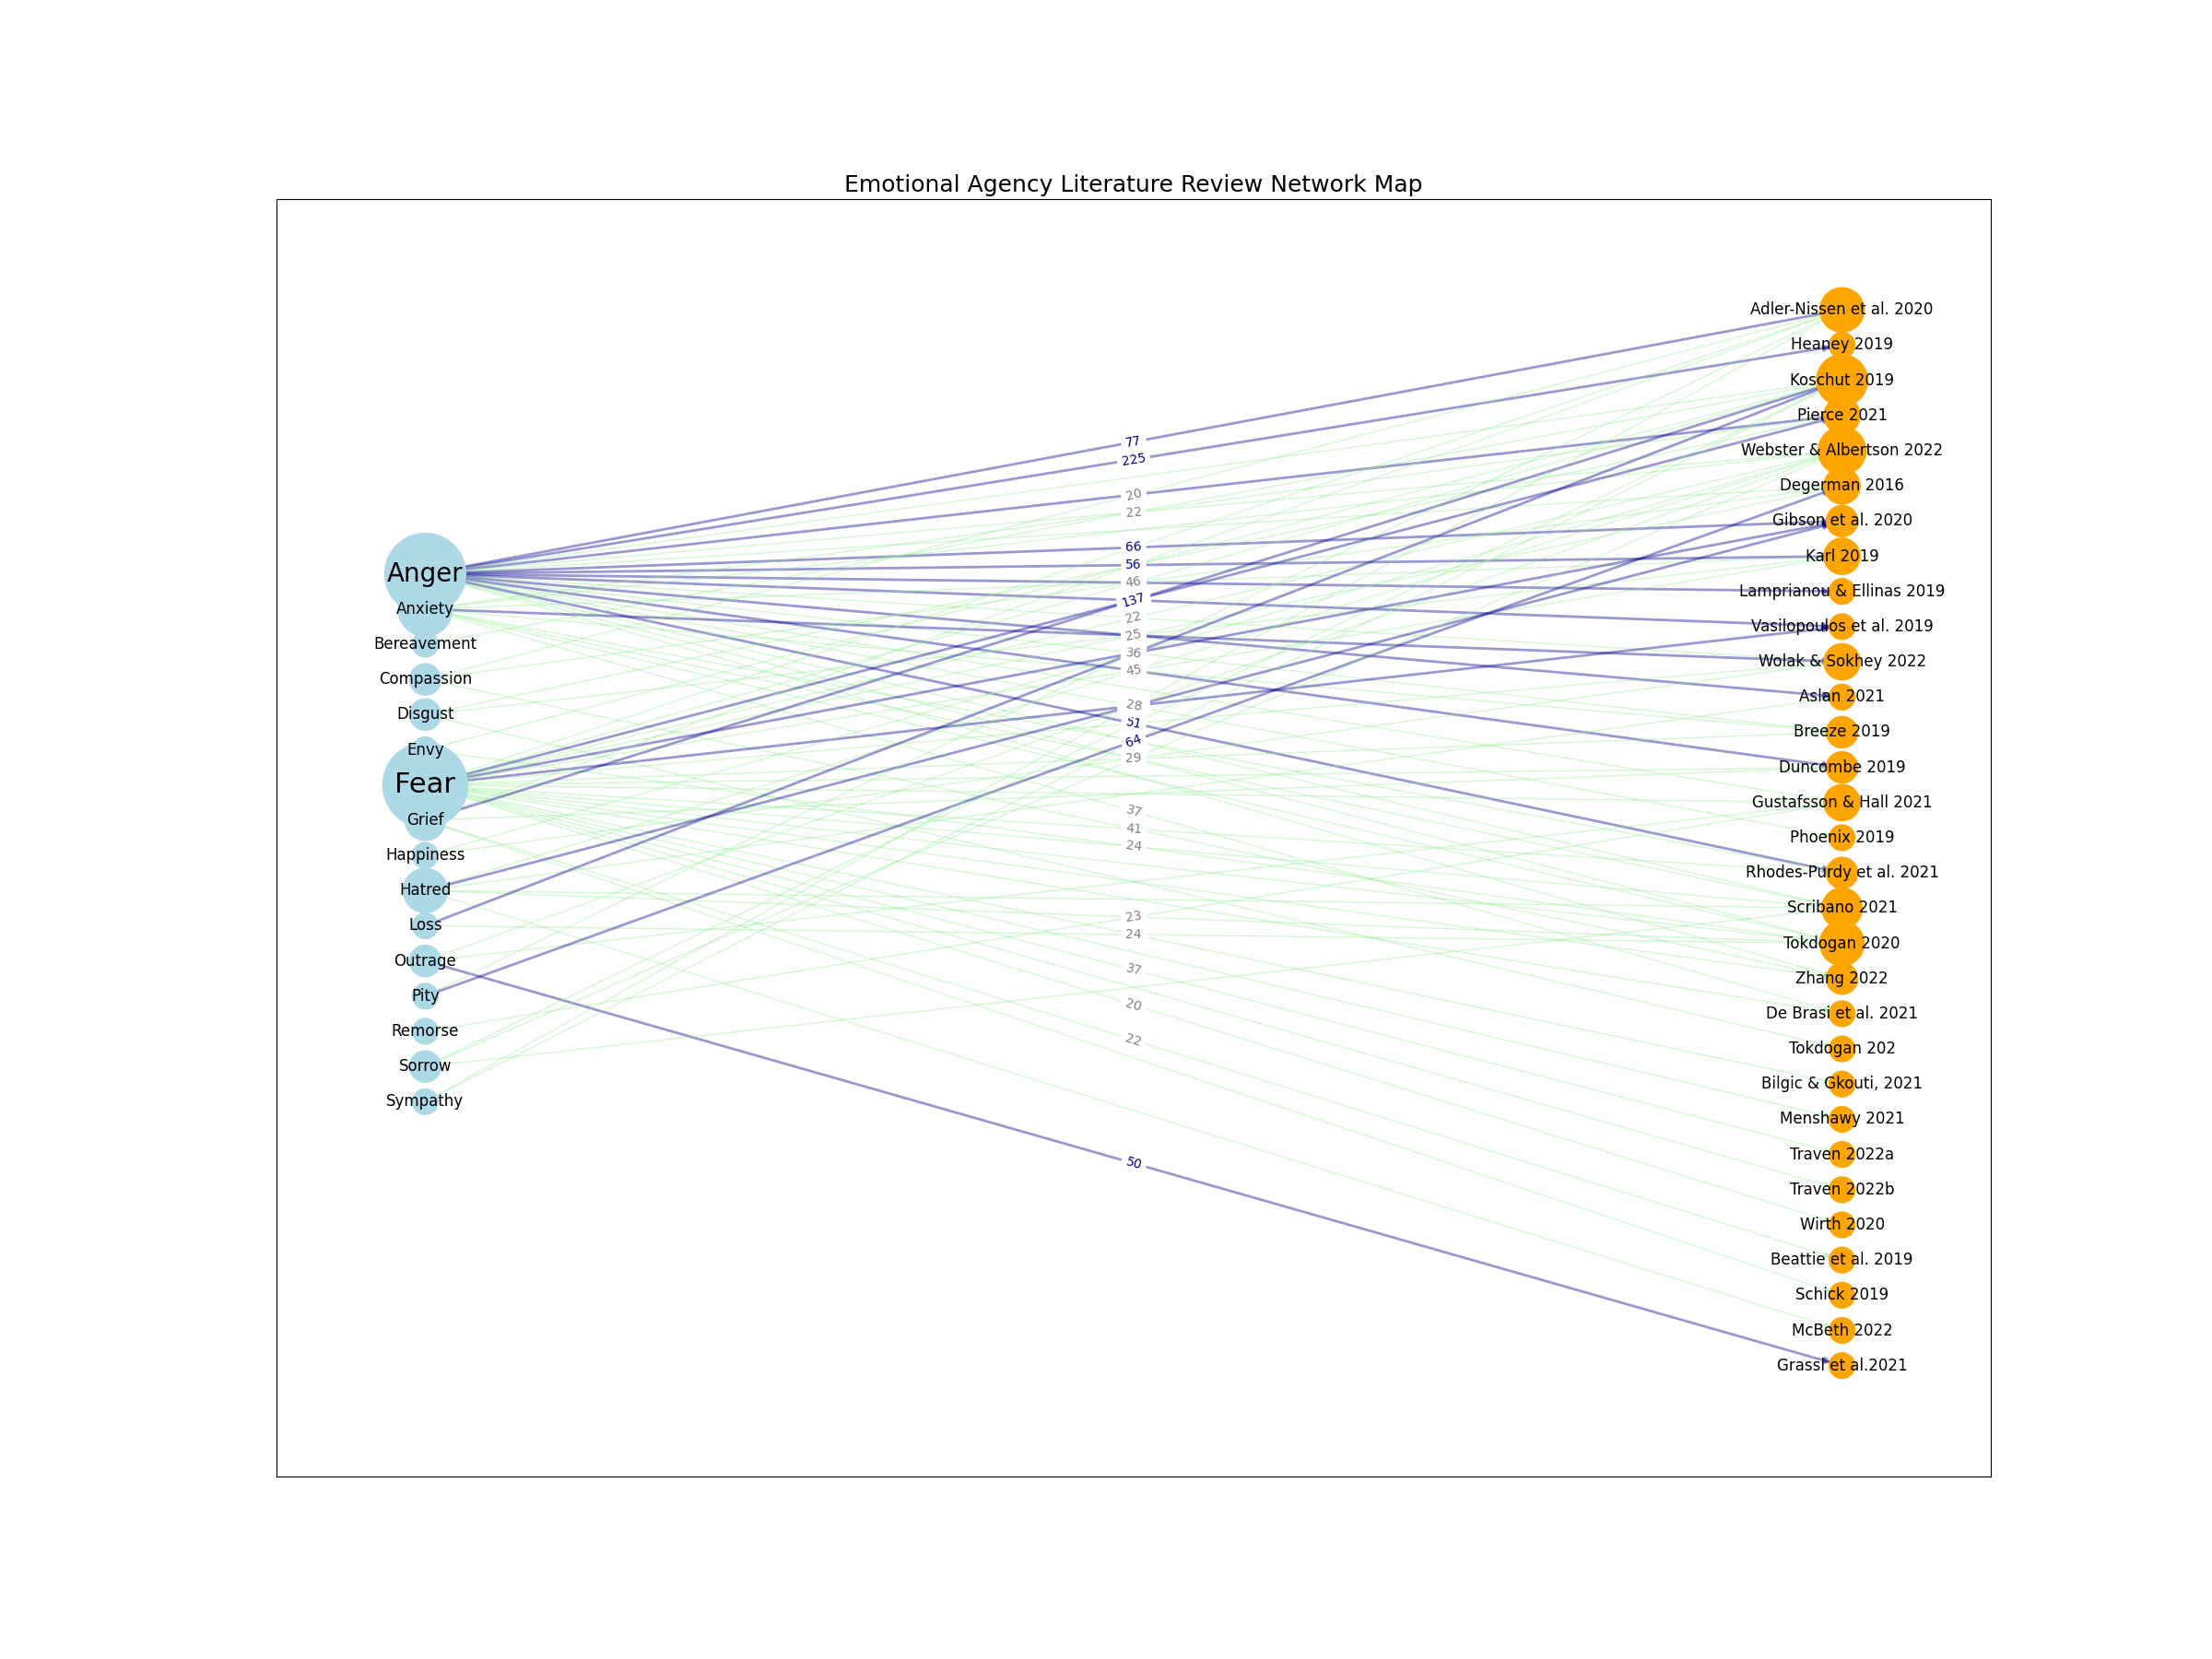 Emotional Agency Literature Review Network Map
Anger
Anxiety
Bereavement
Compassion
Disgust
Envy
Fear
Grief
Happiness
Hatred
Loss
Outrage
Pity
Remorse
Sorrow
Sympathy
77
225
20
22
66
56
46
137
22
25
36
45
28
51
64
29
37
41
24
23
24
37
20
22
50
Adler-Nissen et al. 2020
Heaney 2019
Koschut 2019
Pierce 2021
Webster & Albertson 2022
Degerman 2016
Gibson et al. 2020
Karl 2019
Lamprianou & Ellinas 2019
Vasilopoulos et al. 2019
Wolak & Sokhey 2022
Aslan 2021
Breeze 2019
Duncombe 2019
Gustafsson & Hall 2021
Phoenix 2019
Rhodes-Purdy et al. 2021
Scribano 2021
Tokdogan 2020
Zhang 2022
De Brasi et al. 2021
Tokdogan 202
Bilgic & Gkouti, 2021
Menshawy 2021
Traven 2022a
Traven 2022b
Wirth 2020
Beattie et al. 2019
Schick 2019
McBeth 2022
Grassi et al.2021